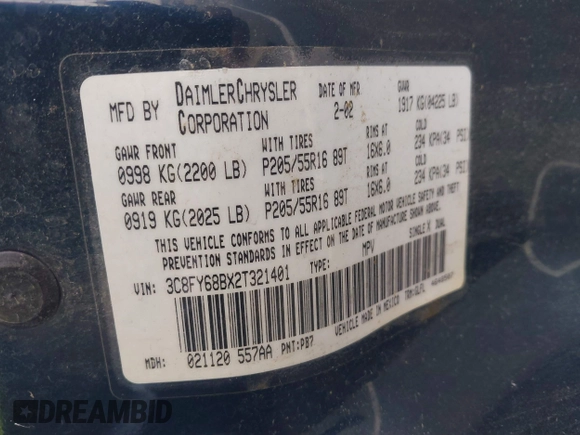 MFD BY DAIMLERCHRYSLER CORPORATION
DATE OF MFR 2-02
GVWR 1917 KG(04225 LB)
GAWR FRONT WITH TIRES RIMS AT COLD
0998 KG(2200 LB) P205/55R16 89T 16X6.0 234 KPA(34 PSI
GAWR REAR WITH TIRES RIMS AT COLD
0919 KG(2025 LB) P205/55R16 89T 16X6.0 234 KPA(34 PSI
THIS VEHICLE CONFORMS TO ALL APPLICABLE FEDERAL MOTOR VEHICLE SAFETY AND THEFT
PREVENTION STANDARDS IN EFFECT ON THE DATE OF MANUFACTURE SHOWN ABOVE.
VIN: 3C8FY68BX2T321401 TYPE: MPV SINGLE X DUAL
MDH: 021120 557AA PNT:PB7 VEHICLE MADE IN MEXICO
DREAMBID